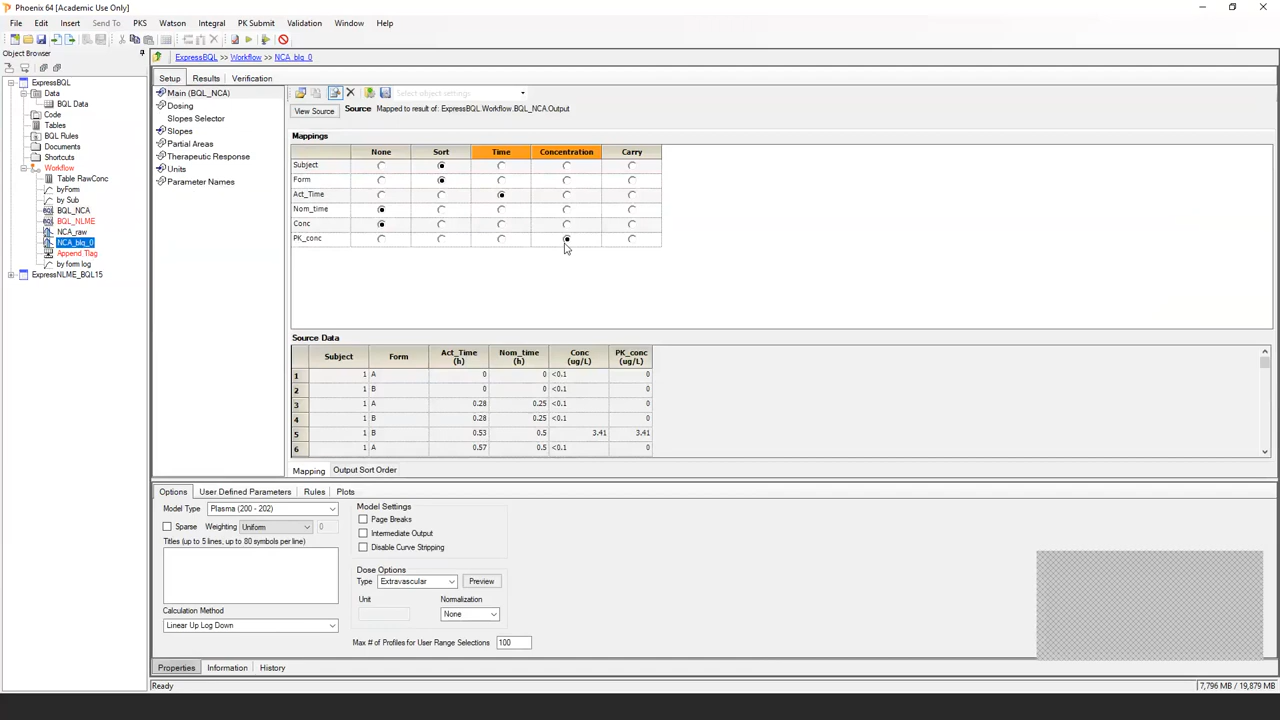 Phoenix 64 [Academic Use Only]
File Edit Insert Send To PKS Watson Integral PK Submit Validation Window Help
Object Browser
ExpressBQL >> Workflow >> NCA_blq_0
ExpressBQL
Data
BQL Data
Code
Tables
BQL Rules
Documents
Shortcuts
Workflow
Table RawConc
byForm
by Sub
BQL_NCA
BQL_NLME
NCA_raw
NCA_blq_0
Append Tlag
by form log
ExpressNLME_BQL15
Setup Results Verification
Main (BQL_NCA)
Dosing
Slopes Selector
Slopes
Partial Areas
Therapeutic Response
Units
Parameter Names
Select object settings
View Source Source Mapped to result of: ExpressBQL.Workflow.BQL_NCA.Output
Mappings
None Sort Time Concentration Carry
Subject
Form
Act_Time
Nom_time
Conc
PK_conc
Source Data
Subject Form Act_Time (h) Nom_time (h) Conc (ug/L) PK_conc (ug/L)
1 1 A 0 0 <0.1 0
2 1 B 0 0 <0.1 0
3 1 A 0.28 0.25 <0.1 0
4 1 B 0.28 0.25 <0.1 0
5 1 B 0.53 0.5 3.41 3.41
6 1 A 0.57 0.5 <0.1 0
Mapping Output Sort Order
Options User Defined Parameters Rules Plots
Model Type Plasma (200 - 202)
Sparse Weighting Uniform 0
Titles (up to 5 lines, up to 80 symbols per line)
Calculation Method
Linear Up Log Down
Model Settings
Page Breaks
Intermediate Output
Disable Curve Stripping
Dose Options
Type Extravascular Preview
Unit Normalization
None
Max # of Profiles for User Range Selections 100
Properties Information History
Ready 7,796 MB / 19,879 MB